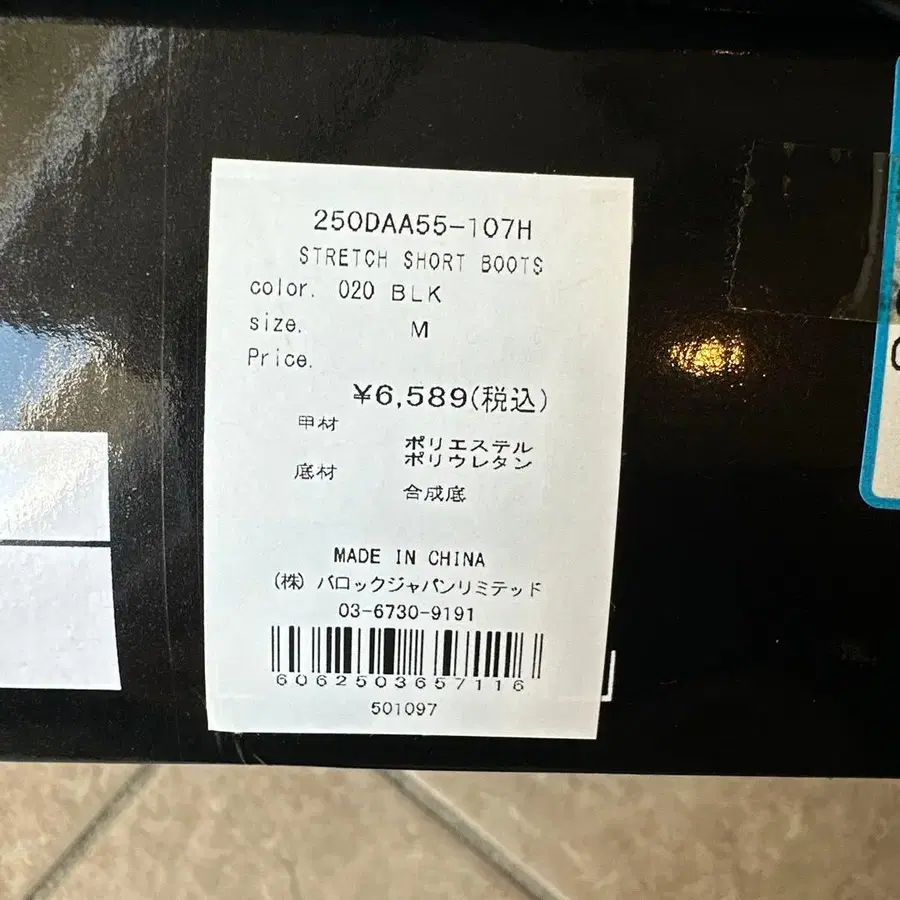 250DAA55-107H
STRETCH SHORT BOOTS
color. 020 BLK
size. M
Price.
¥6,589(税込)
甲材
ポリエステル
ポリウレタン
底材
合成底
MADE IN CHINA
(株) バロックジャパンリミテッド
03-6730-9191
6062503657116
501097